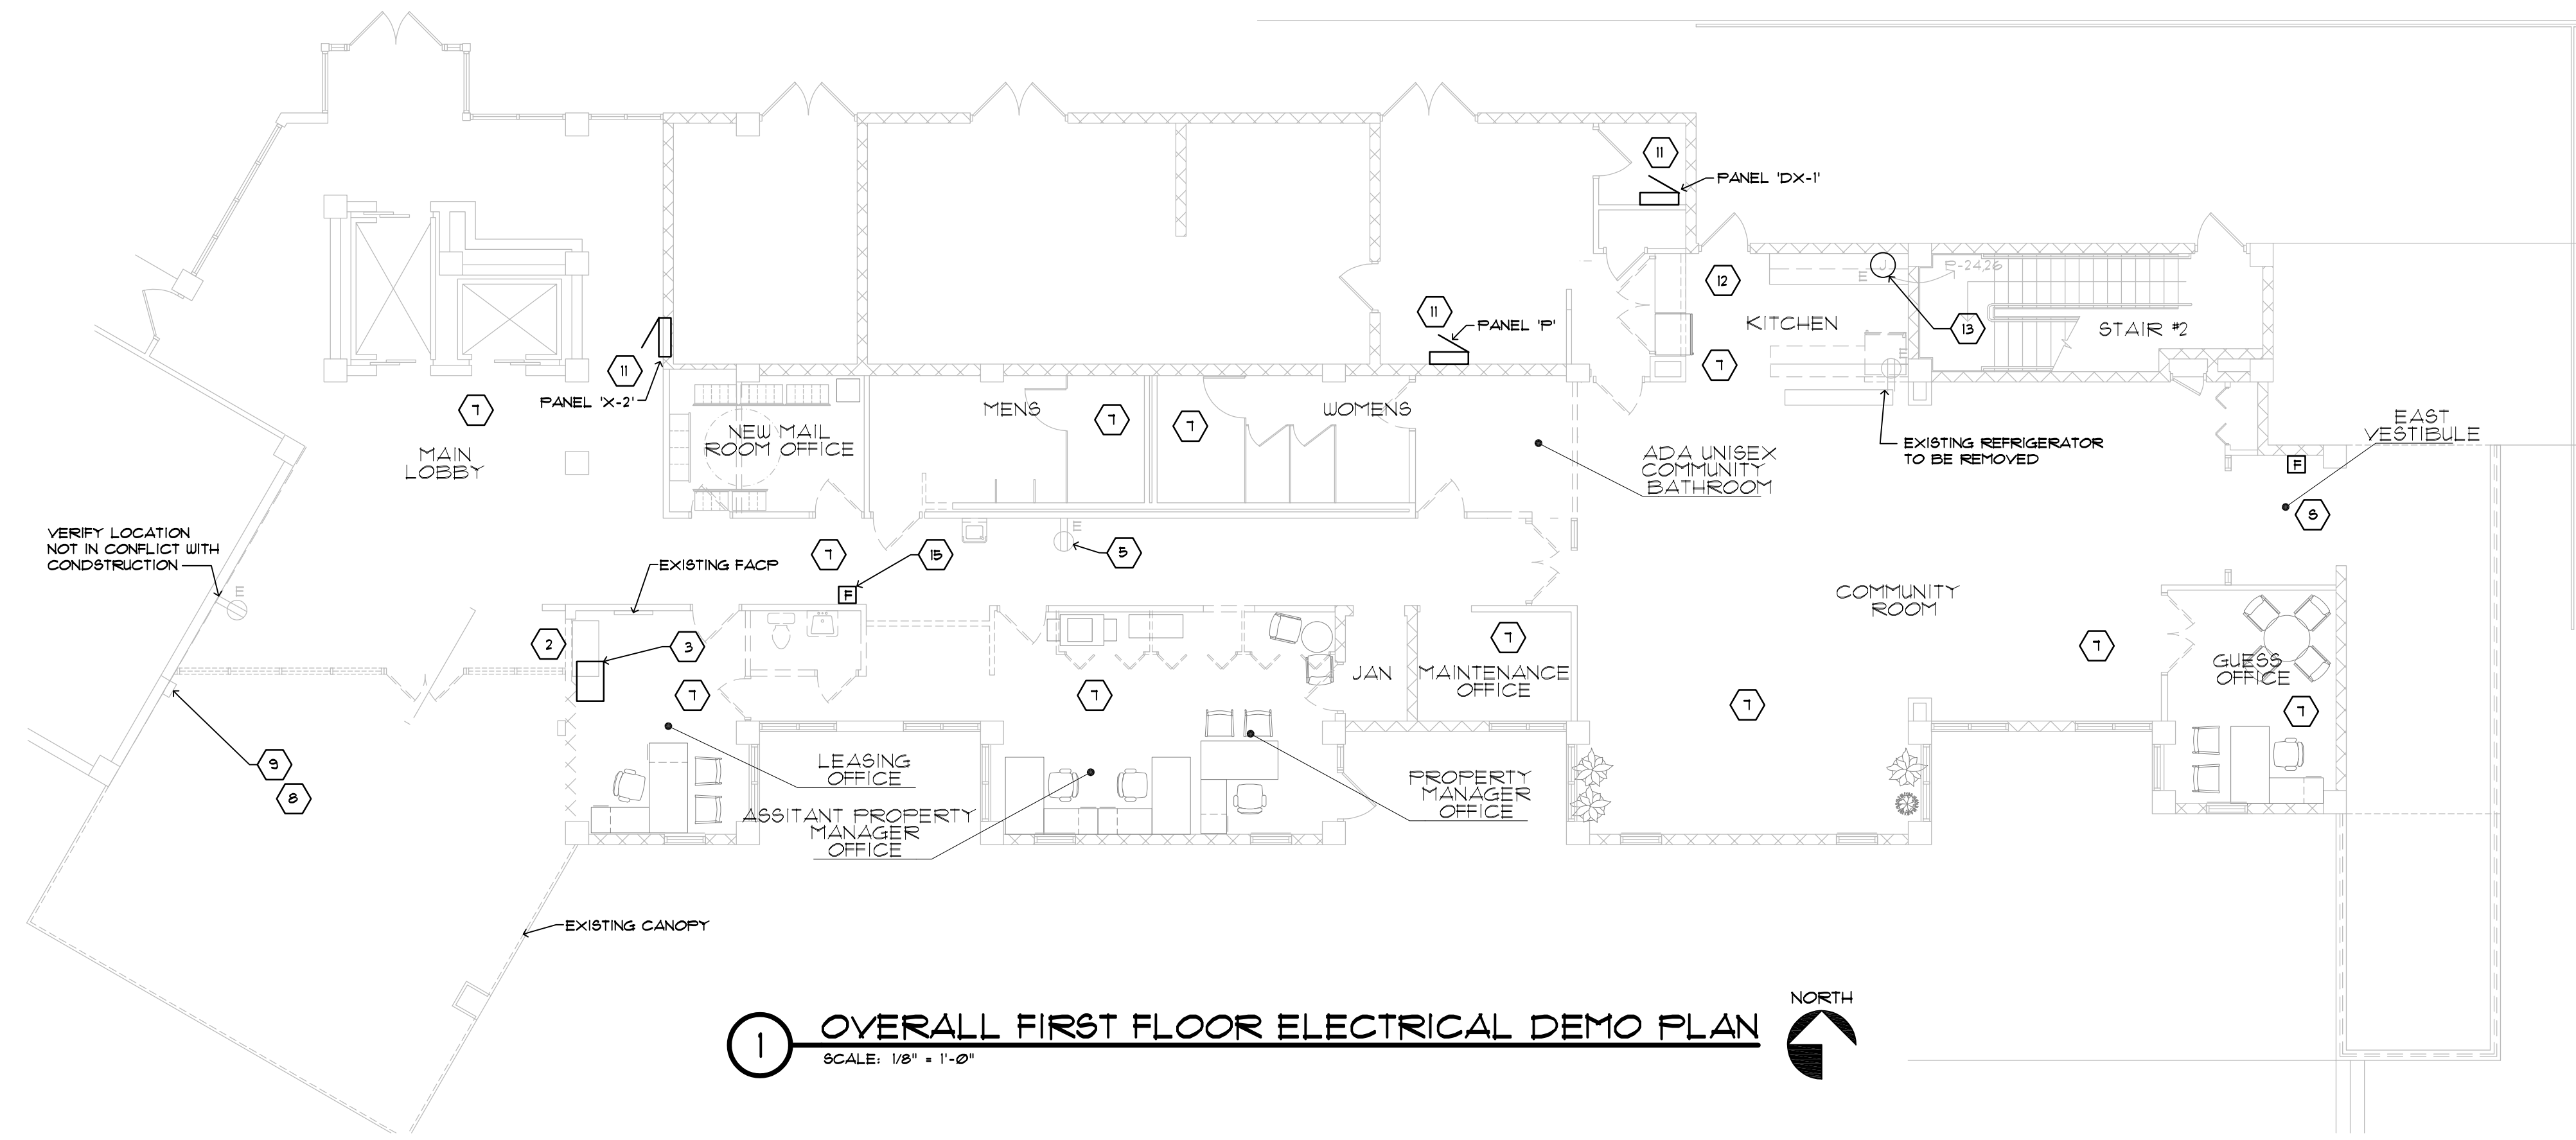 11
PANEL 'DX-1'
12
J
E
P-24,26
KITCHEN
13
STAIR #2
11
PANEL 'P'
11
PANEL 'X-2'
7
MAIN
LOBBY
NEW MAIL
ROOM OFFICE
MENS
7
7
WOMENS
7
E
EXISTING REFRIGERATOR
TO BE REMOVED
ADA UNISEX
COMMUNITY
BATHROOM
EAST
VESTIBULE
F
S
VERIFY LOCATION
NOT IN CONFLICT WITH
CONDSTRUCTION
E
EXISTING FACP
7
15
F
E
5
2
3
7
7
JAN
7
MAINTENANCE
OFFICE
COMMUNITY
ROOM
7
7
GUESS
OFFICE
7
9
8
LEASING
OFFICE
ASSITANT PROPERTY
MANAGER
OFFICE
PROPERTY
MANAGER
OFFICE
EXISTING CANOPY
1
OVERALL FIRST FLOOR ELECTRICAL DEMO PLAN
SCALE: 1/8" = 1'-0"
NORTH